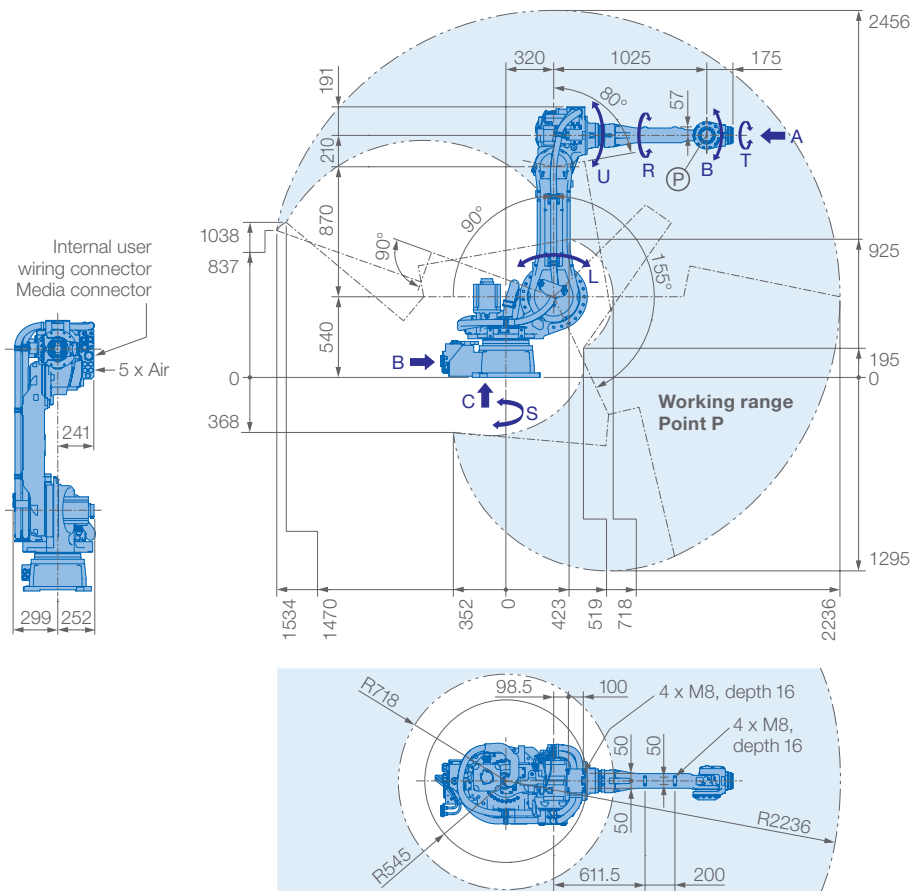 2456
320
1025
175
191
80°
57
A
210
U
R
P
B
T
870
90°
1038
837
90°
925
Internal user
wiring connector
Media connector
L
155°
540
5 x Air
B
195
0
0
C
S
Working range
Point P
368
241
1295
299
252
1534
1470
352
0
423
519
718
2236
R718
98.5
100
4 x M8, depth 16
4 x M8,
depth 16
50
50
50
R2236
R545
611.5
200